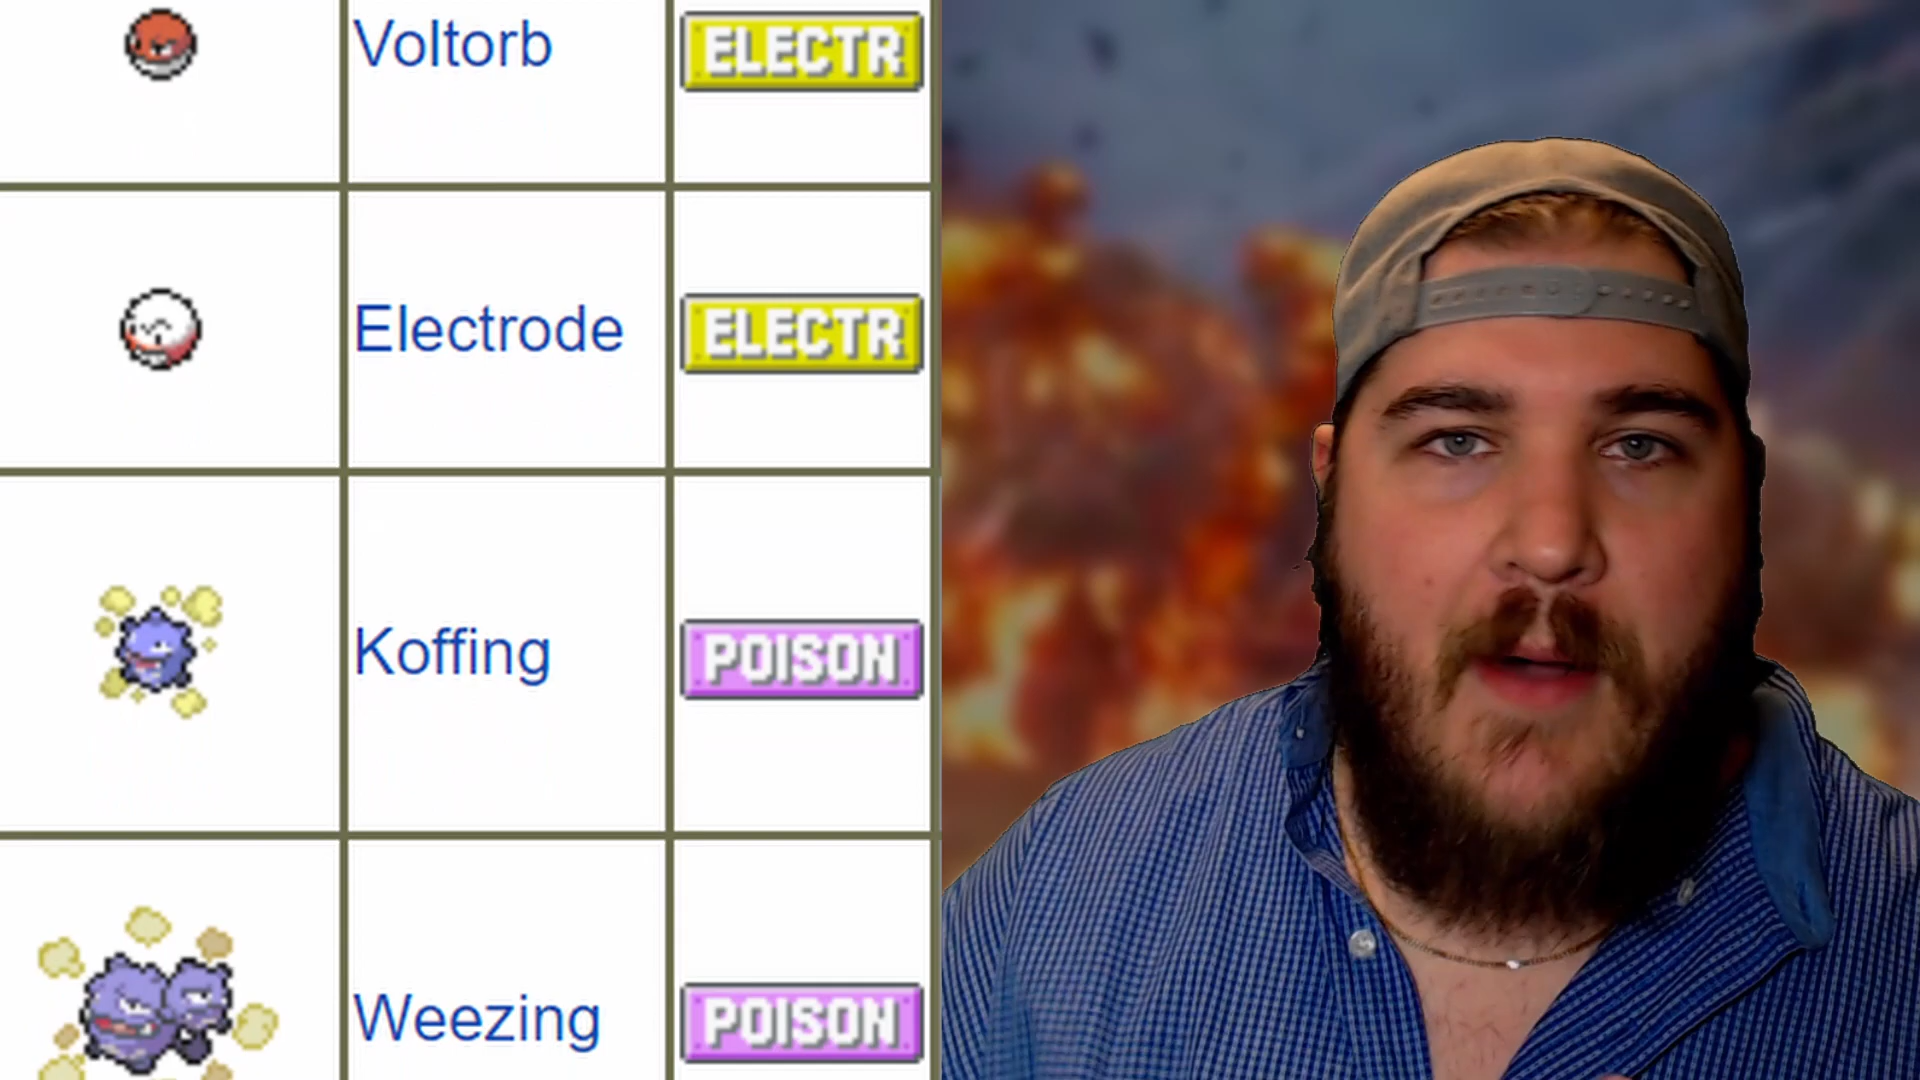 Voltorb ELECTR
Electrode ELECTR
Koffing POISON
Weezing POISON